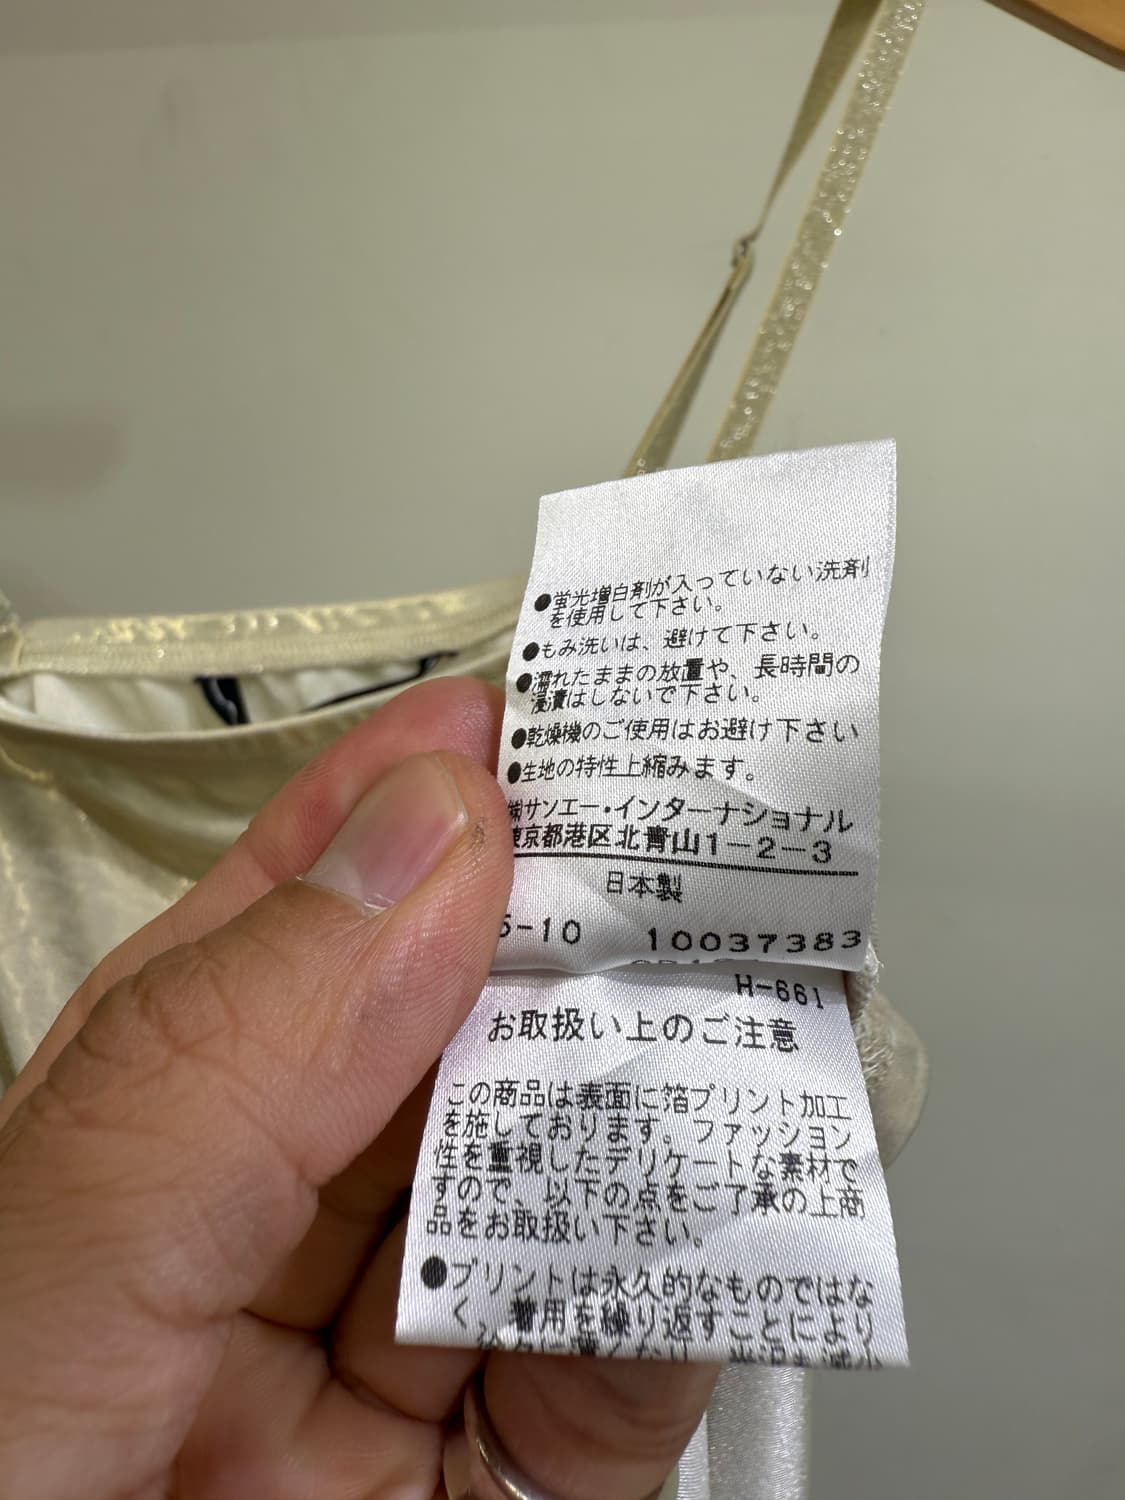 ●蛍光増白剤が入っていない洗剤
を使用して下さい。
●もみ洗いは、避けて下さい。
●濡れたままの放置や、長時間の
浸漬はしないで下さい。
●乾燥機のご使用はお避け下さい
●生地の特性上縮みます。
㈱サンエー・インターナショナル
東京都港区北青山1-2-3
日本製
5-10 10037383
H-661
お取扱い上のご注意
この商品は表面に箔プリント加工
を施しております。ファッション
性を重視したデリケートな素材で
すので、以下の点をご了承の上商
品をお取扱い下さい。
●プリントは永久的なものではな
く、着用を繰り返すことにより